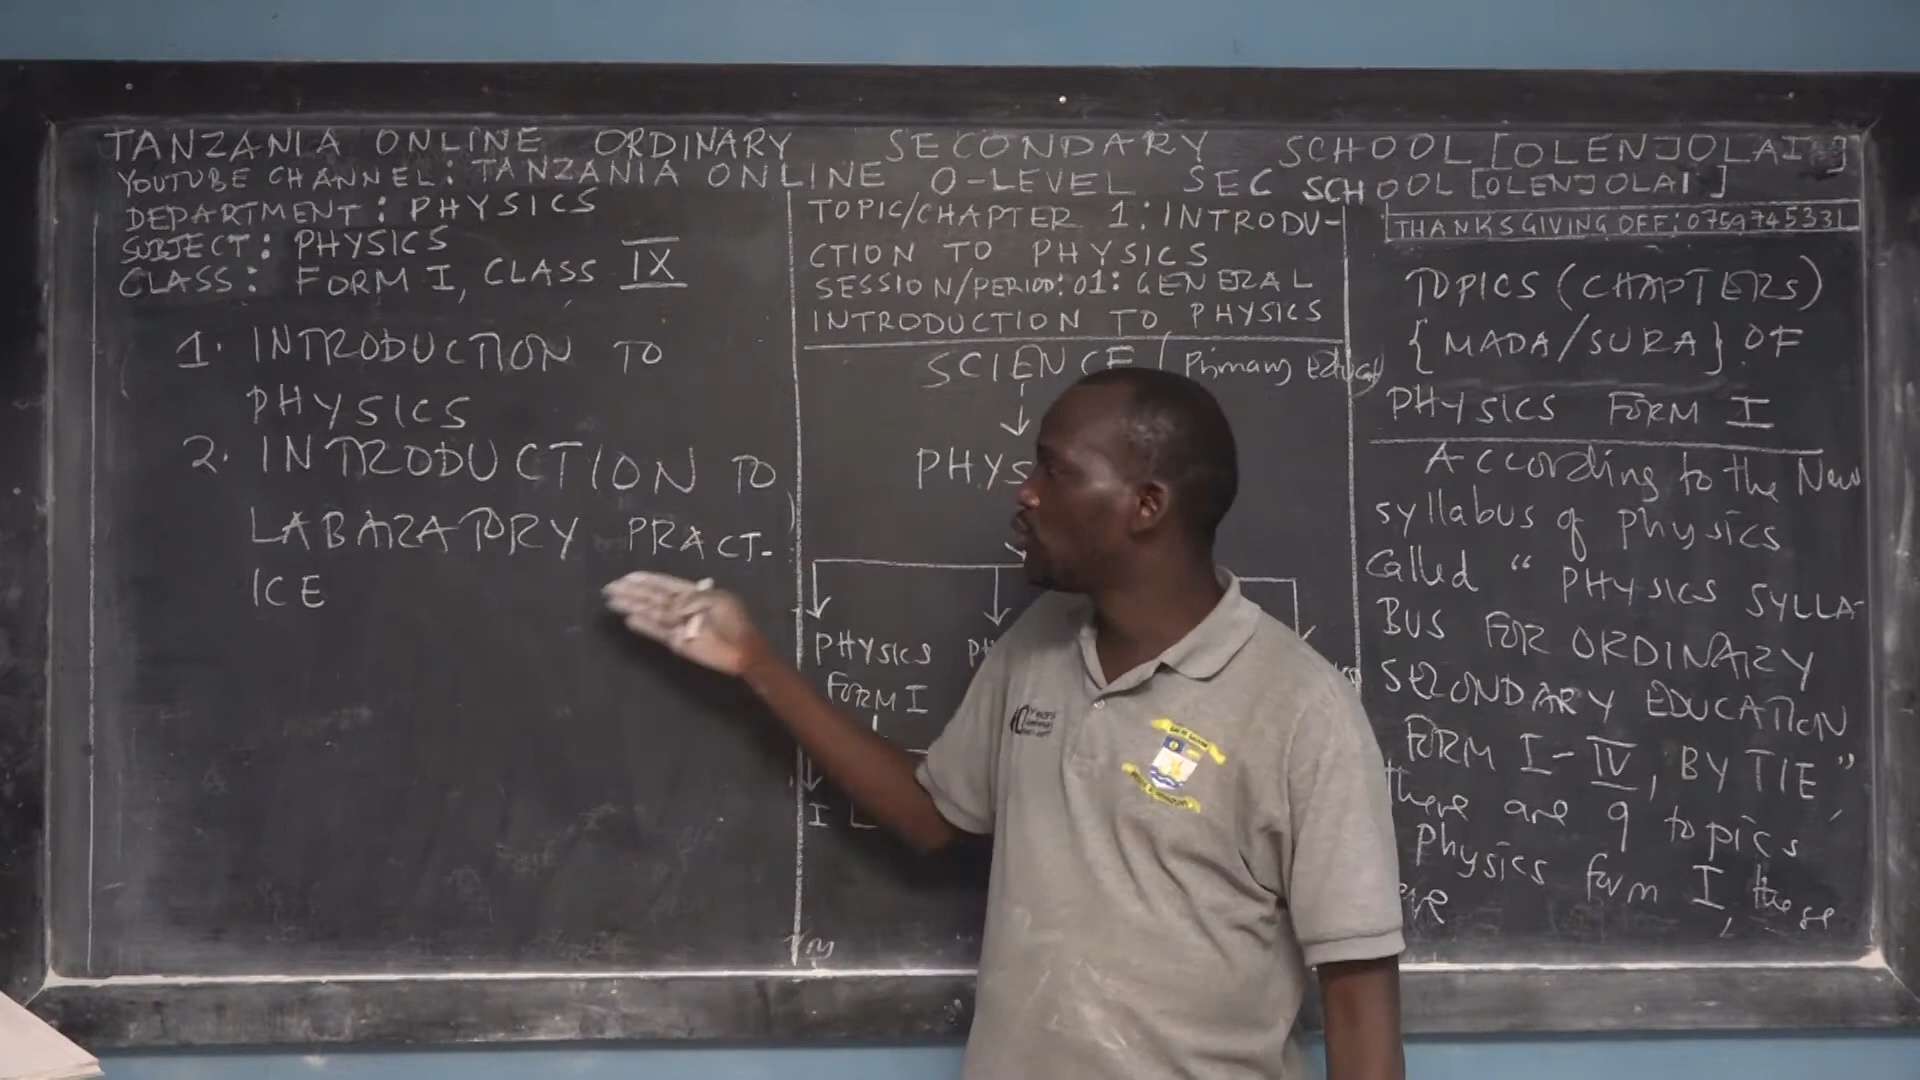 TANZANIA ONLINE ORDINARY SECONDARY SCHOOL [OLENJOLAI]
YOUTUBE CHANNEL: TANZANIA ONLINE O-LEVEL SEC SCHOOL [OLENJOLAI]
DEPARTMENT: PHYSICS
SUBJECT: PHYSICS
CLASS: FORM I, CLASS IX
1. INTRODUCTION TO
PHYSICS
2. INTRODUCTION TO
LABARATORY PRACT-
ICE
TOPIC/CHAPTER 1: INTRODU-
CTION TO PHYSICS
SESSION/PERIOD: 01: GENERAL
INTRODUCTION TO PHYSICS
SCIENCE (Primary
PHYS
PHYSICS
FORM I
I
THANKS GIVING OFF; 0759745331
TOPICS (CHAPTERS)
{MADA/SURA} OF
PHYSICS FORM I
According to the New
syllabus of physics
called “PHYSICS SYLLA-
BUS FOR ORDINARY
SECONDARY EDUCATION
FORM I-IV, BY TIE”
there are 9 topics
Physics form I, these
are